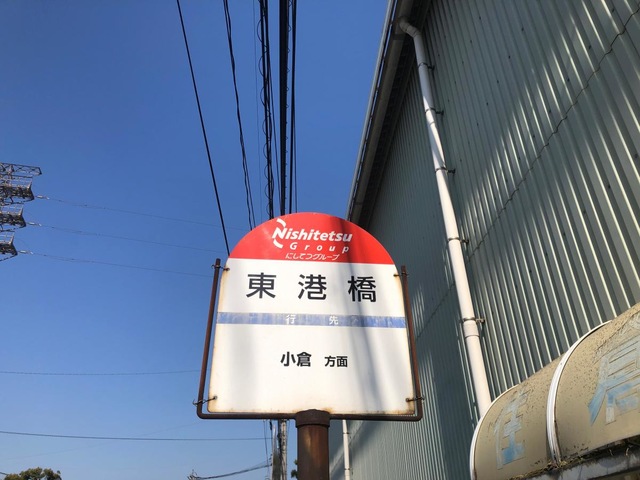 Nishitetsu
Group
にしてつグループ
東港橋
行先
小倉 方面